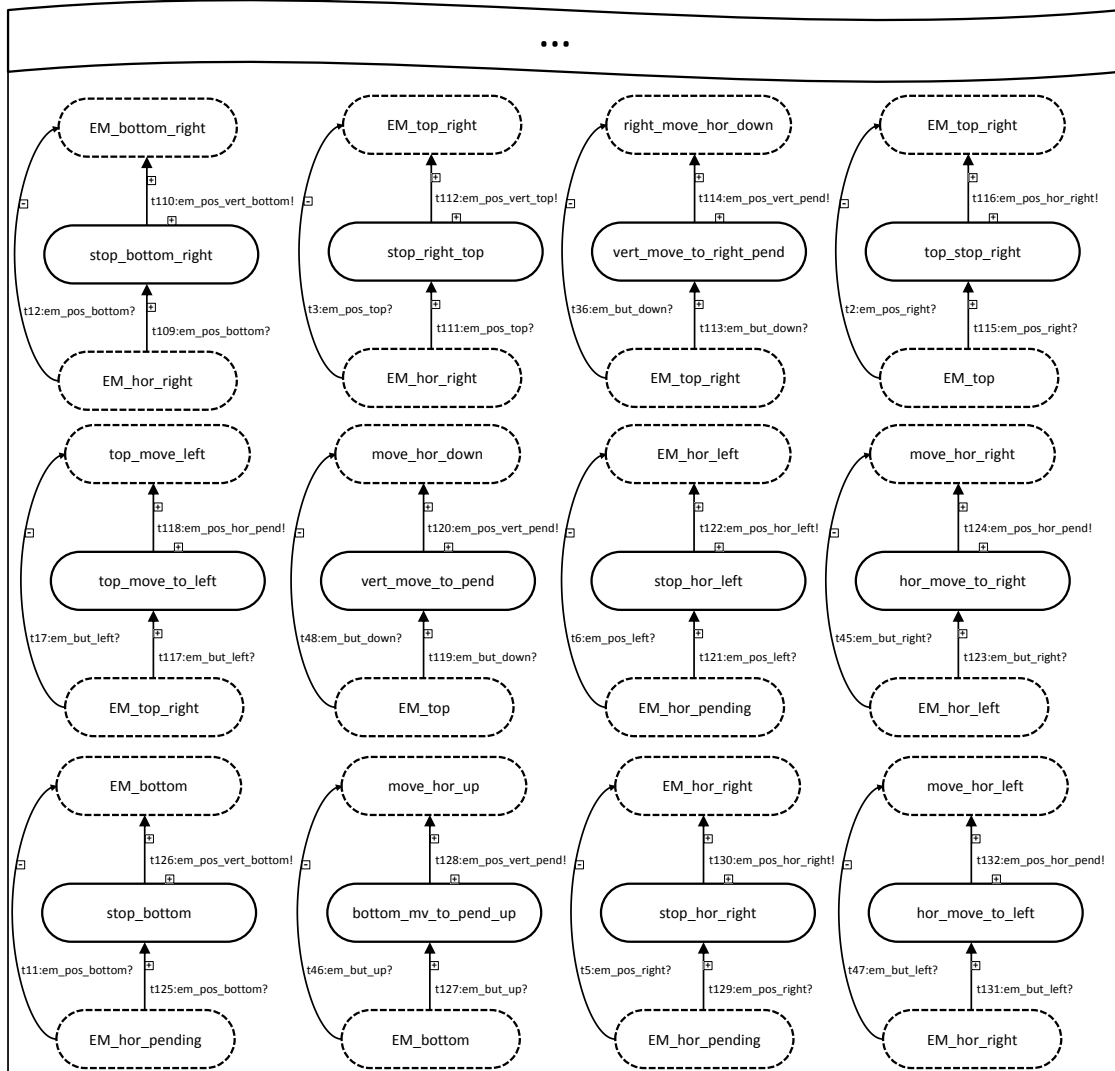 ...
EM_bottom_right
EM_top_right
right_move_hor_down
EM_top_right
t110:em_pos_vert_bottom!
t112:em_pos_vert_top!
t114:em_pos_vert_pend!
t116:em_pos_hor_right!
stop_bottom_right
stop_right_top
vert_move_to_right_pend
top_stop_right
t12:em_pos_bottom?
t3:em_pos_top?
t36:em_but_down?
t2:em_pos_right?
t109:em_pos_bottom?
t111:em_pos_top?
t113:em_but_down?
t115:em_pos_right?
EM_hor_right
EM_hor_right
EM_top_right
EM_top
top_move_left
move_hor_down
EM_hor_left
move_hor_right
t118:em_pos_hor_pend!
t120:em_pos_vert_pend!
t122:em_pos_hor_left!
t124:em_pos_hor_pend!
top_move_to_left
vert_move_to_pend
stop_hor_left
hor_move_to_right
t17:em_but_left?
t48:em_but_down?
t6:em_pos_left?
t45:em_but_right?
t117:em_but_left?
t119:em_but_down?
t121:em_pos_left?
t123:em_but_right?
EM_top_right
EM_top
EM_hor_pending
EM_hor_left
EM_bottom
move_hor_up
EM_hor_right
move_hor_left
t126:em_pos_vert_bottom!
t128:em_pos_vert_pend!
t130:em_pos_hor_right!
t132:em_pos_hor_pend!
stop_bottom
bottom_mv_to_pend_up
stop_hor_right
hor_move_to_left
t11:em_pos_bottom?
t46:em_but_up?
t5:em_pos_right?
t47:em_but_left?
t125:em_pos_bottom?
t127:em_but_up?
t129:em_pos_right?
t131:em_but_left?
EM_hor_pending
EM_bottom
EM_hor_pending
EM_hor_right